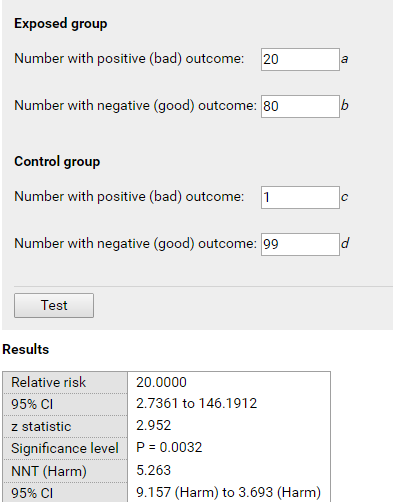 Exposed group
Number with positive (bad) outcome: 20 a
Number with negative (good) outcome: 80 b
Control group
Number with positive (bad) outcome: 1 c
Number with negative (good) outcome: 99 d
Test
Results
Relative risk 20.0000
95% CI 2.7361 to 146.1912
z statistic 2.952
Significance level P = 0.0032
NNT (Harm) 5.263
95% CI 9.157 (Harm) to 3.693 (Harm)